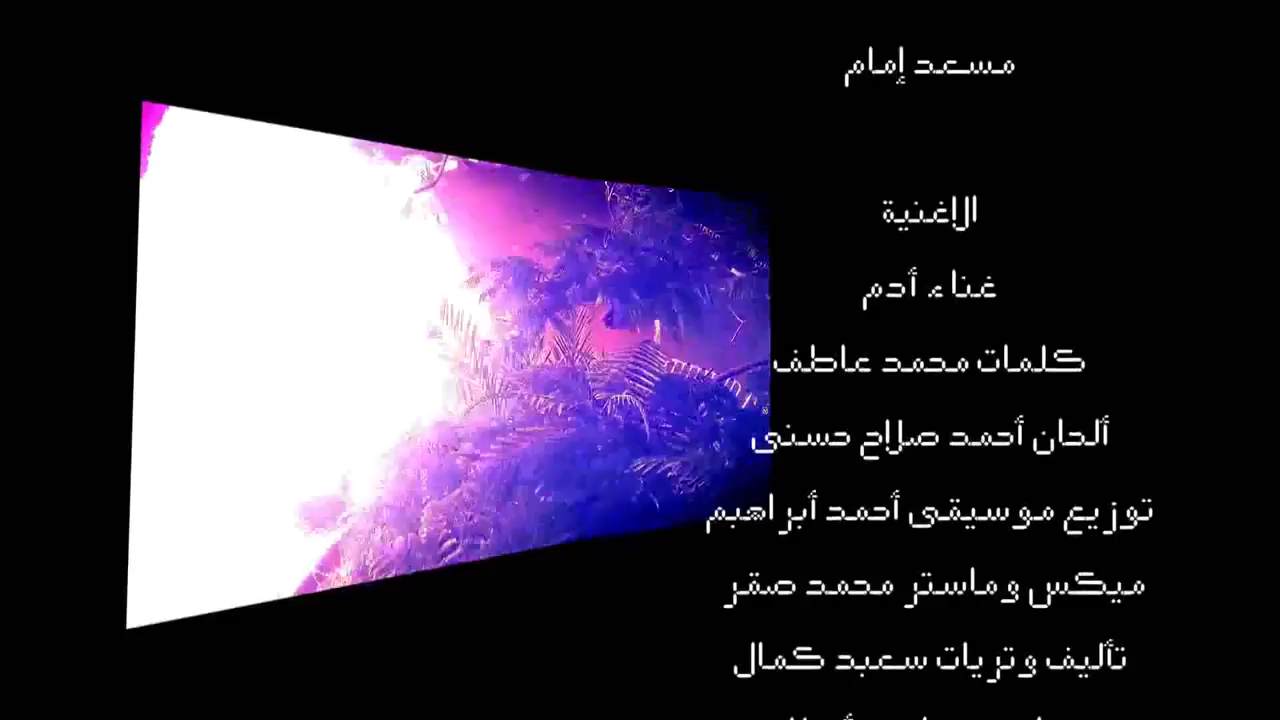 مسعد إمام
الاغنية
غناء أدم
كلمات محمد عاطف
ألحان أحمد صلاح حسنى
توزيع موسيقى أحمد أبراهيم
ميكس وماستر محمد صقر
تأليف وتريات سعيد كمال